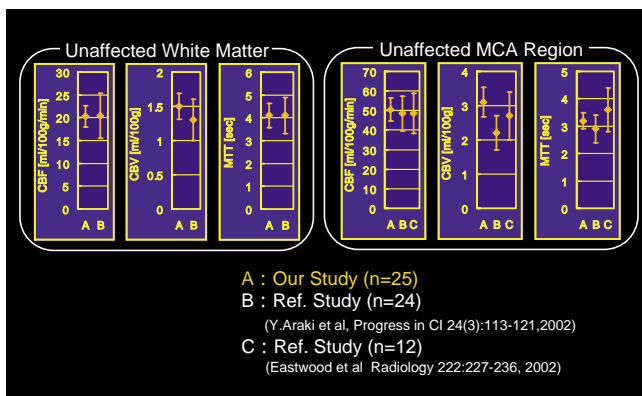 Unaffected White Matter
CBF [ml/100g/min]
30
25
20
15
10
5
0
A B
CBV [ml/100g]
2
1.5
1
0.5
0
A B
MTT [sec]
6
5
4
3
2
1
0
A B
Unaffected MCA Region
CBF [ml/100g/min]
70
60
50
40
30
20
10
0
A B C
CBV [ml/100g]
4
3
2
1
0
A B C
MTT [sec]
5
4
3
2
1
0
A B C
A : Our Study (n=25)
B : Ref. Study (n=24)
(Y.Araki et al, Progress in CI 24(3):113-121,2002)
C : Ref. Study (n=12)
(Eastwood et al Radiology 222:227-236, 2002)